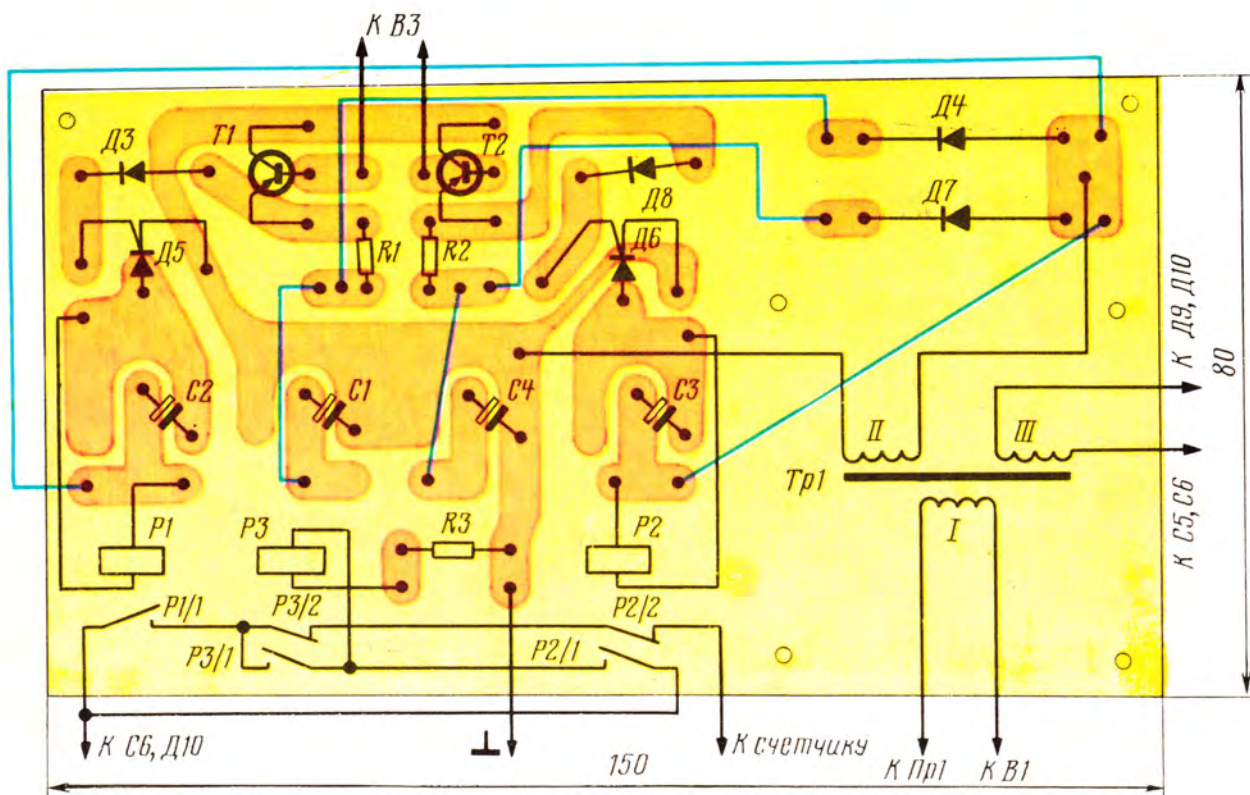 К В3
Д3
Т1
Т2
Д4
Д8
Д7
Д5
R1
R2
Д6
К Д9, Д10
80
С2
С1
С4
С3
II
III
Тр1
I
К С5, С6
Р1
Р3
R3
Р2
Р1/1
Р3/2
Р2/2
Р3/1
Р2/1
К С6, Д10
К счетчику
К Пр1
К В1
150